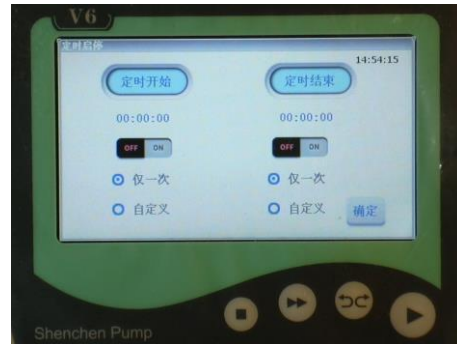 V6
定时启停
14:54:15
定时开始 定时结束
00:00:00 00:00:00
OFF ON OFF ON
仅一次 仅一次
自定义 自定义 确定
Shenchen Pump